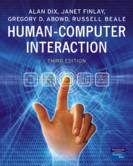 ALAN DIX, JANET FINLAY,
GREGORY D. ABOWD, RUSSELL BEALE
HUMAN-COMPUTER
INTERACTION
THIRD EDITION